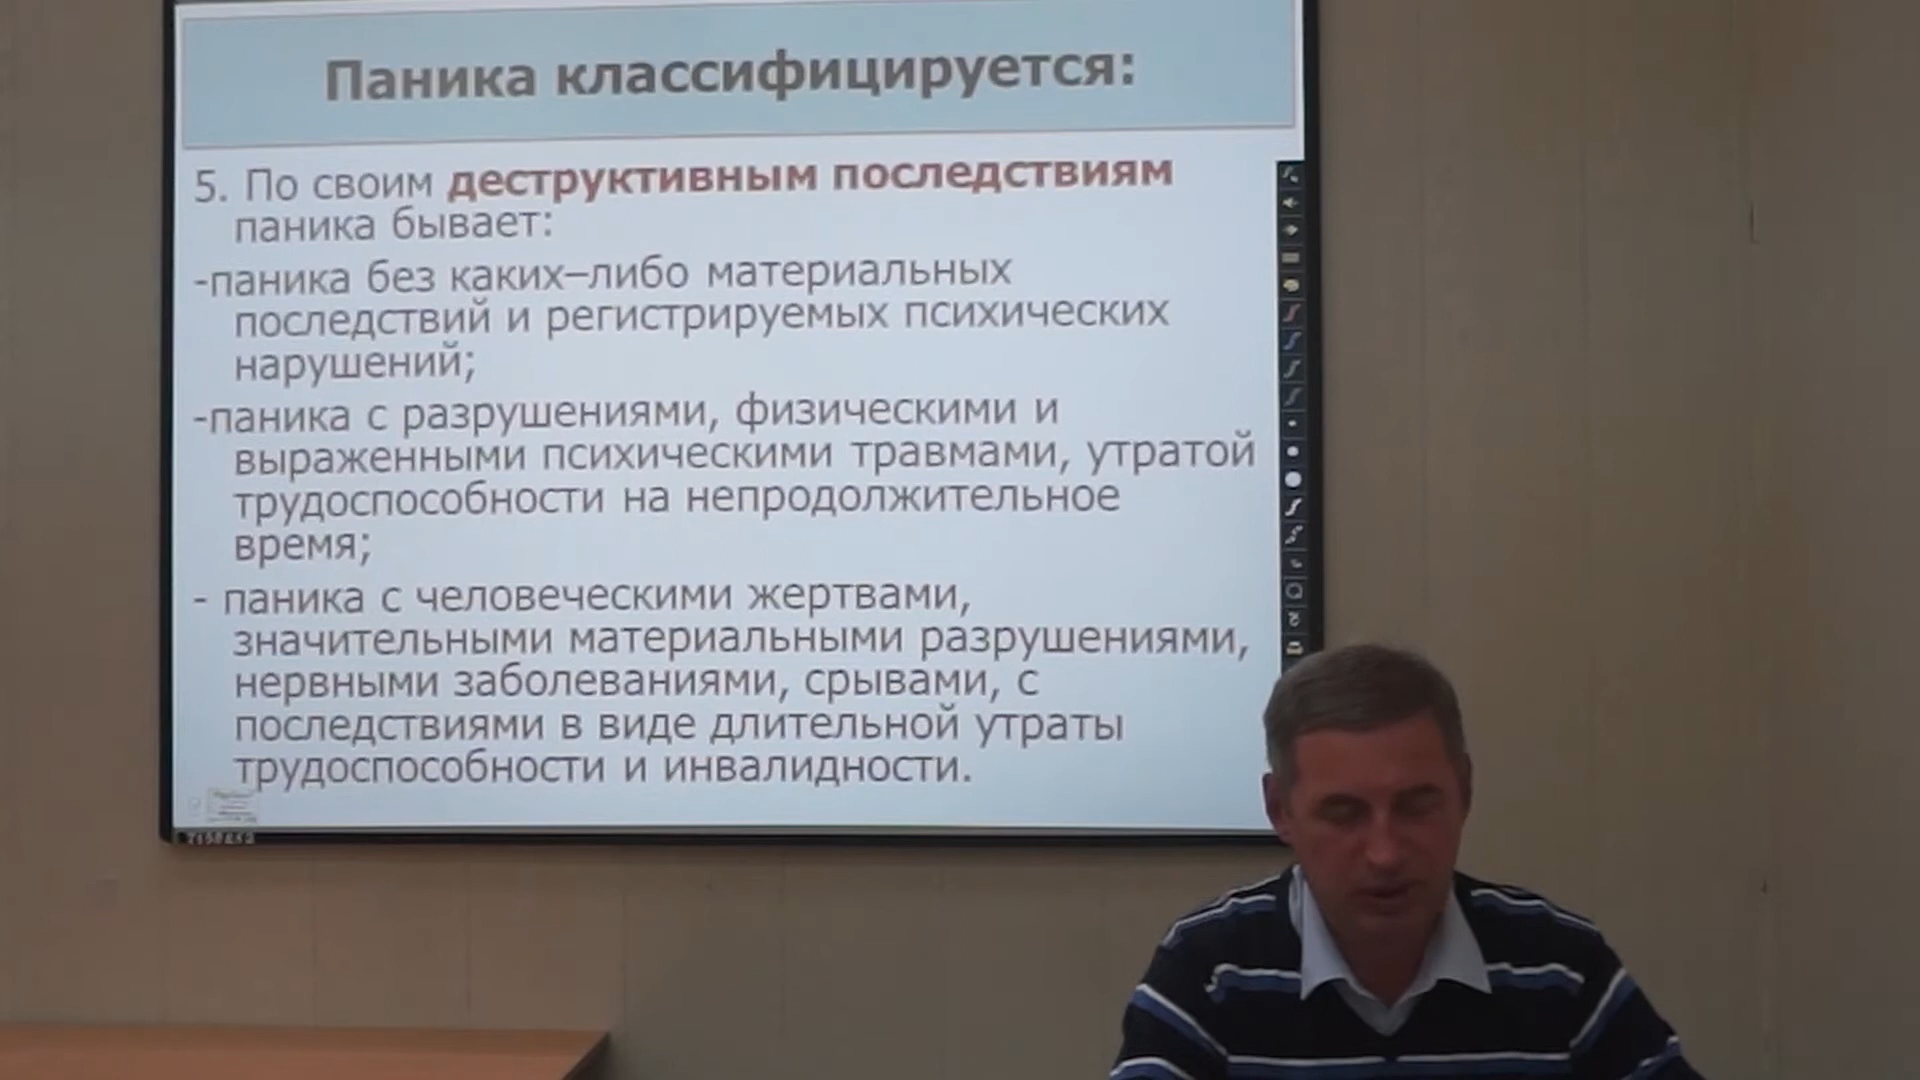 Паника классифицируется:
5. По своим деструктивным последствиям
паника бывает:
-паника без каких–либо материальных
последствий и регистрируемых психических
нарушений;
-паника с разрушениями, физическими и
выраженными психическими травмами, утратой
трудоспособности на непродолжительное
время;
- паника с человеческими жертвами,
значительными материальными разрушениями,
нервными заболеваниями, срывами, с
последствиями в виде длительной утраты
трудоспособности и инвалидности.